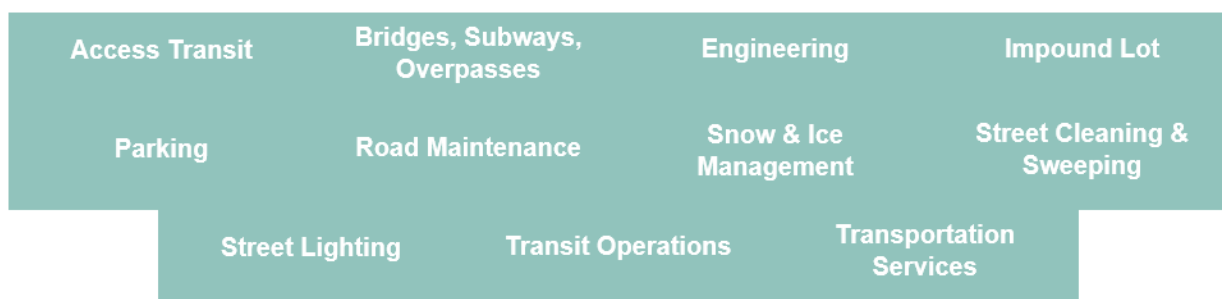 Access Transit
Bridges, Subways,
Overpasses
Engineering
Impound Lot
Parking
Road Maintenance
Snow & Ice
Management
Street Cleaning &
Sweeping
Street Lighting
Transit Operations
Transportation
Services